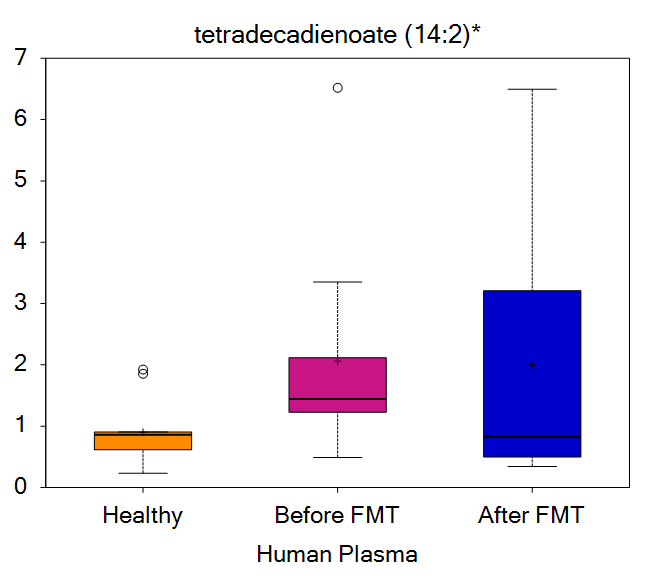 tetradecadienoate (14:2)*
7
6
5
4
3
2
1
0
Healthy Before FMT After FMT
Human Plasma